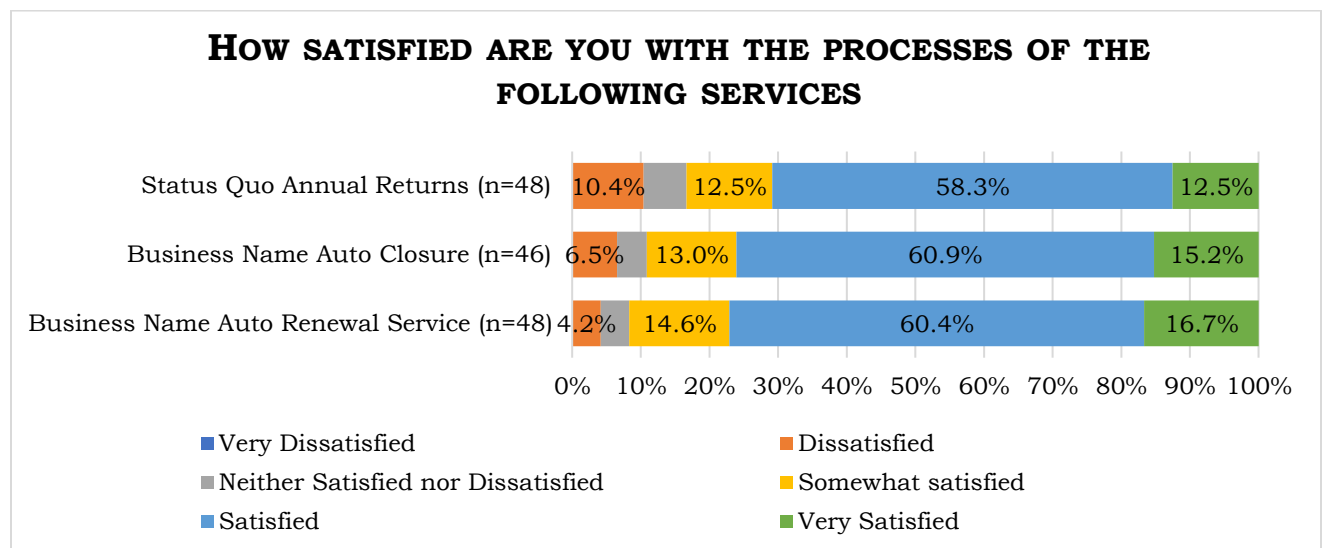 HOW SATISFIED ARE YOU WITH THE PROCESSES OF THE
FOLLOWING SERVICES
Status Quo Annual Returns (n=48) 10.4% 12.5% 58.3% 12.5%
Business Name Auto Closure (n=46) 6.5% 13.0% 60.9% 15.2%
Business Name Auto Renewal Service (n=48) 4.2% 14.6% 60.4% 16.7%
0% 10% 20% 30% 40% 50% 60% 70% 80% 90% 100%
Very Dissatisfied Dissatisfied
Neither Satisfied nor Dissatisfied Somewhat satisfied
Satisfied Very Satisfied